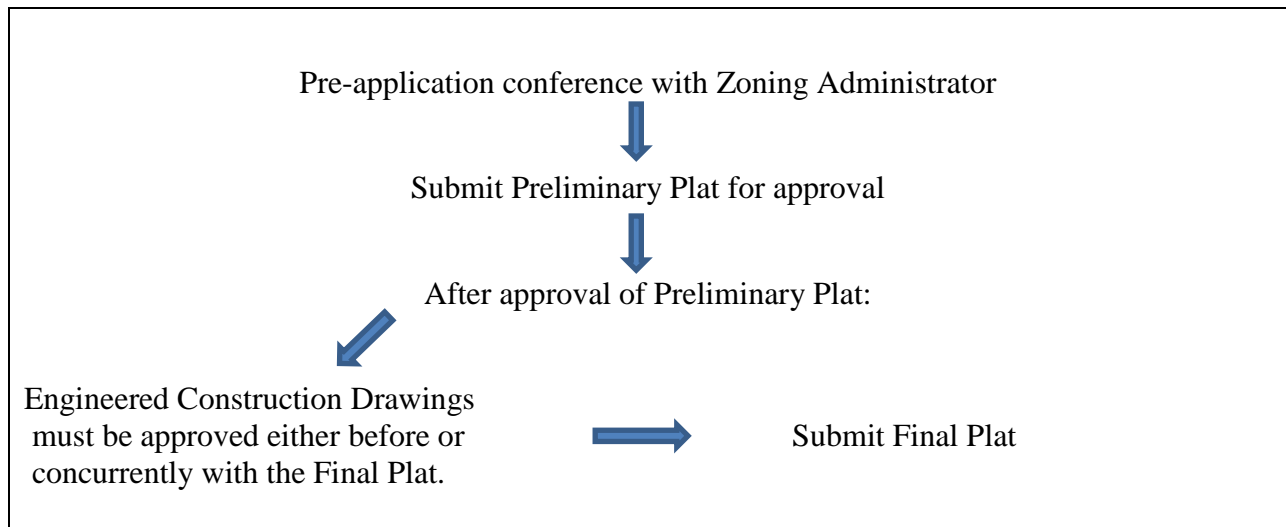 Pre-application conference with Zoning Administrator
Submit Preliminary Plat for approval
After approval of Preliminary Plat:
Engineered Construction Drawings
must be approved either before or
concurrently with the Final Plat.
Submit Final Plat